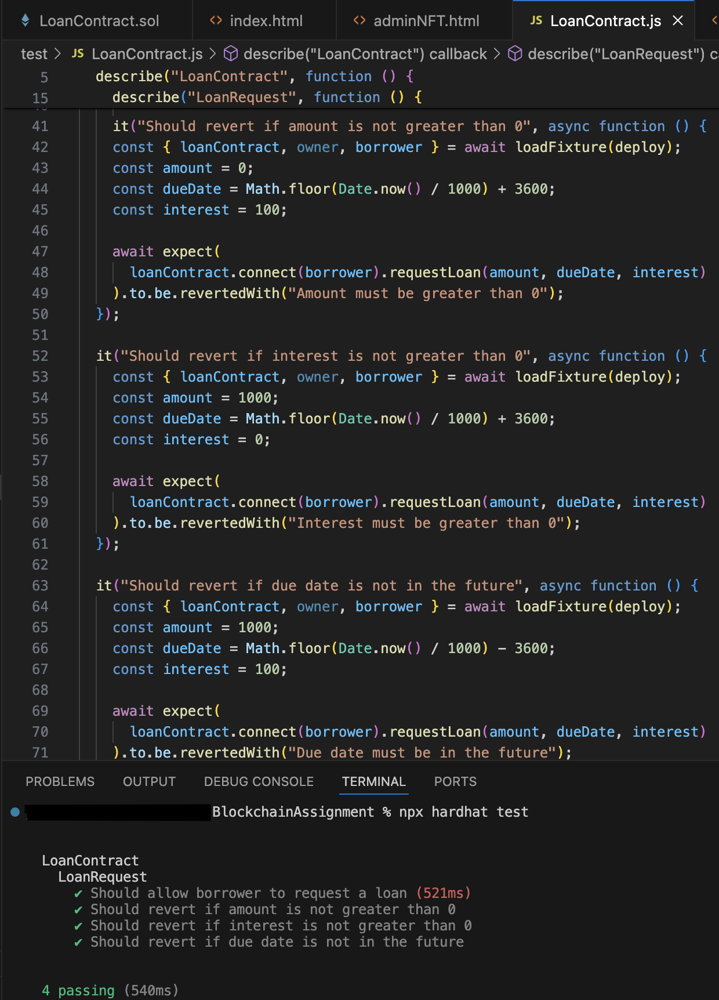 LoanContract.sol <> index.html <> adminNFT.html JS LoanContract.js × <
test > JS LoanContract.js > describe("LoanContract") callback > describe("LoanRequest")
5 describe("LoanContract", function () {
15 describe("LoanRequest", function () {
41 it("Should revert if amount is not greater than 0", async function () {
42 const { loanContract, owner, borrower } = await loadFixture(deploy);
43 const amount = 0;
44 const dueDate = Math.floor(Date.now() / 1000) + 3600;
45 const interest = 100;
46
47 await expect(
48 loanContract.connect(borrower).requestLoan(amount, dueDate, interest)
49 ).to.be.revertedWith("Amount must be greater than 0");
50 });
51
52 it("Should revert if interest is not greater than 0", async function () {
53 const { loanContract, owner, borrower } = await loadFixture(deploy);
54 const amount = 1000;
55 const dueDate = Math.floor(Date.now() / 1000) + 3600;
56 const interest = 0;
57
58 await expect(
59 loanContract.connect(borrower).requestLoan(amount, dueDate, interest)
60 ).to.be.revertedWith("Interest must be greater than 0");
61 });
62
63 it("Should revert if due date is not in the future", async function () {
64 const { loanContract, owner, borrower } = await loadFixture(deploy);
65 const amount = 1000;
66 const dueDate = Math.floor(Date.now() / 1000) - 3600;
67 const interest = 100;
68
69 await expect(
70 loanContract.connect(borrower).requestLoan(amount, dueDate, interest)
71 ).to.be.revertedWith("Due date must be in the future");
PROBLEMS OUTPUT DEBUG CONSOLE TERMINAL PORTS
BlockchainAssignment % npx hardhat test
LoanContract
LoanRequest
✔ Should allow borrower to request a loan (521ms)
✔ Should revert if amount is not greater than 0
✔ Should revert if interest is not greater than 0
✔ Should revert if due date is not in the future
4 passing (540ms)